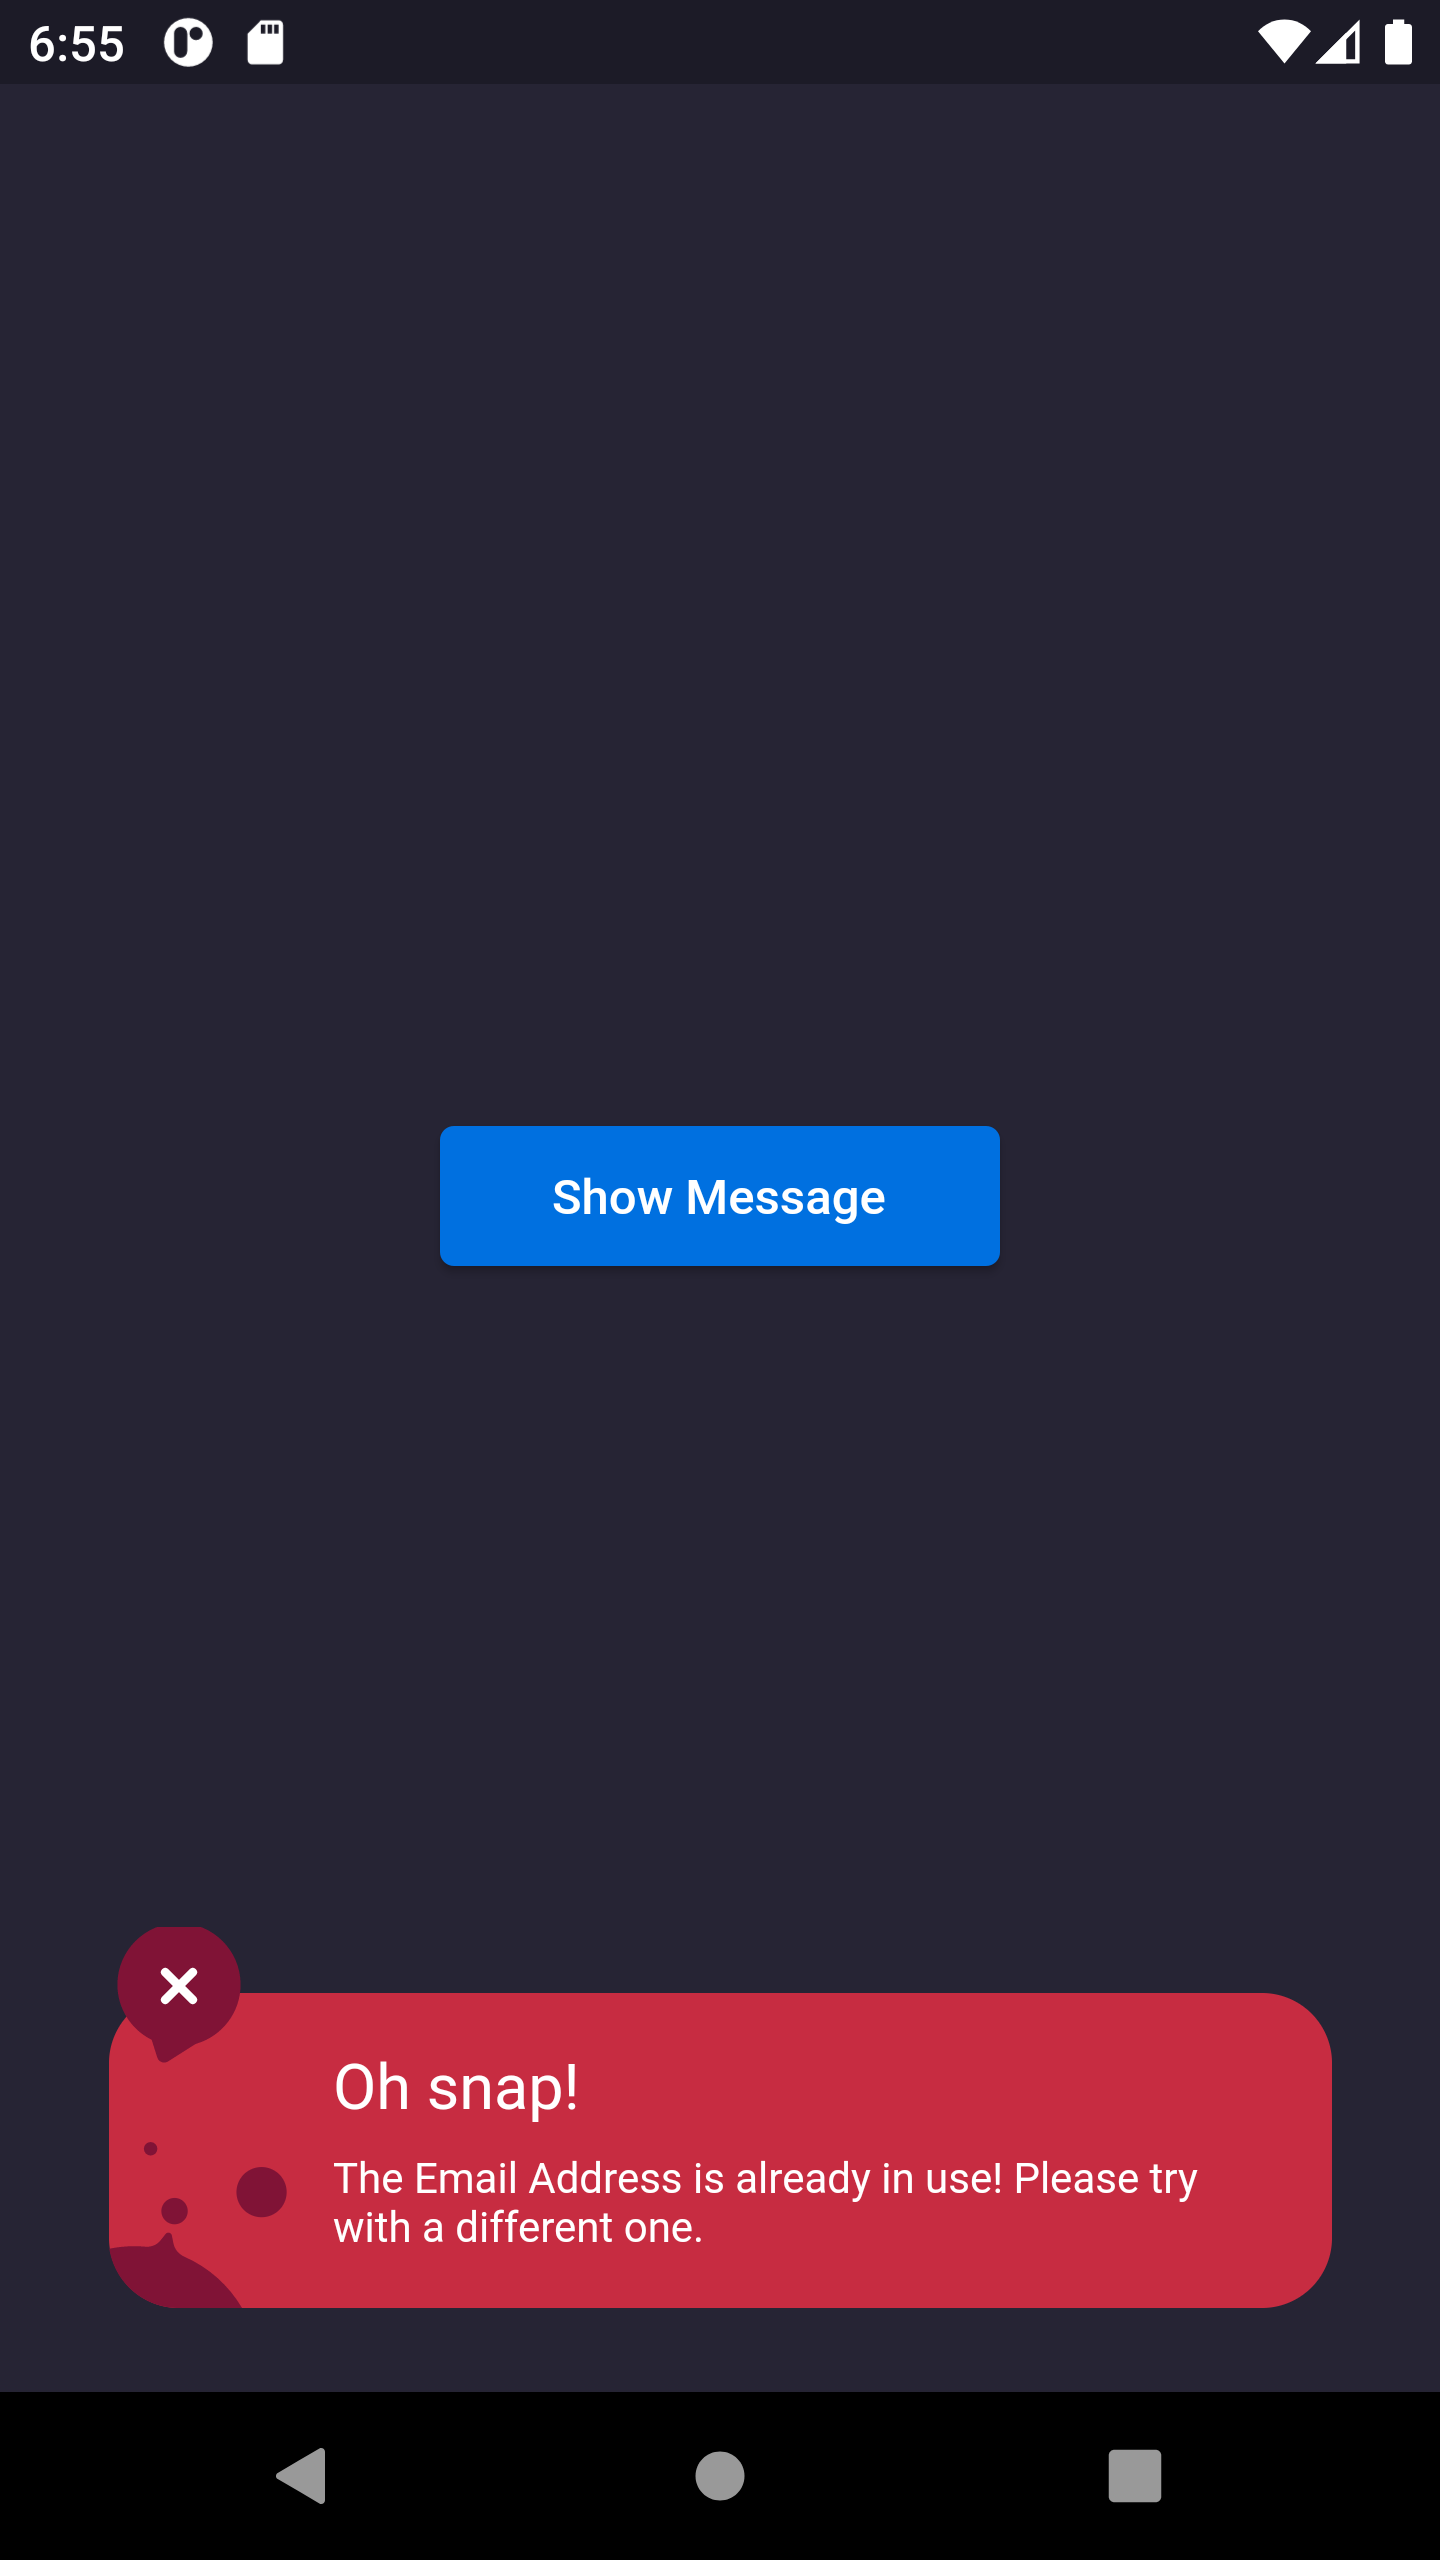 6:55
Show Message
Oh snap!
The Email Address is already in use! Please try
with a different one.